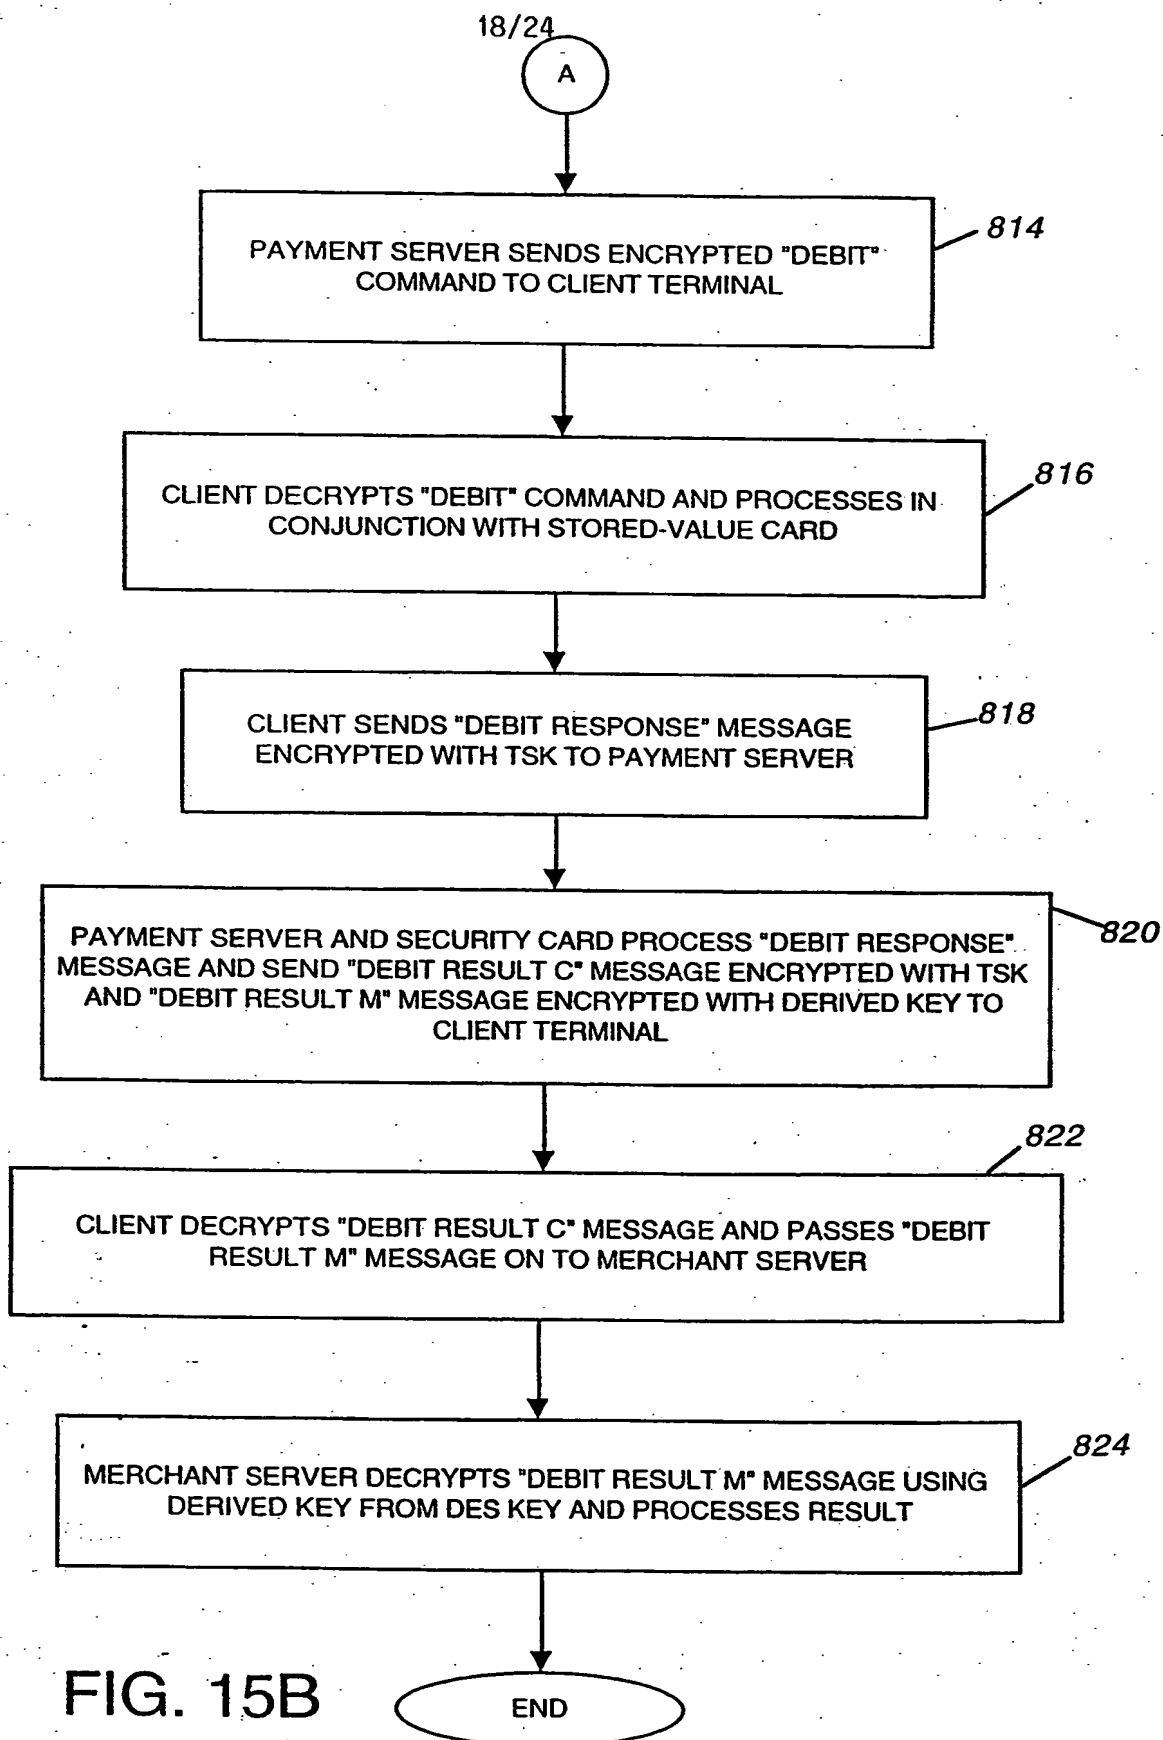 18/24
A
PAYMENT SERVER SENDS ENCRYPTED "DEBIT"
COMMAND TO CLIENT TERMINAL
814
CLIENT DECRYPTS "DEBIT" COMMAND AND PROCESSES IN
CONJUNCTION WITH STORED-VALUE CARD
816
CLIENT SENDS "DEBIT RESPONSE" MESSAGE
ENCRYPTED WITH TSK TO PAYMENT SERVER
818
PAYMENT SERVER AND SECURITY CARD PROCESS "DEBIT RESPONSE"
MESSAGE AND SEND "DEBIT RESULT C" MESSAGE ENCRYPTED WITH TSK
AND "DEBIT RESULT M" MESSAGE ENCRYPTED WITH DERIVED KEY TO
CLIENT TERMINAL
820
CLIENT DECRYPTS "DEBIT RESULT C" MESSAGE AND PASSES "DEBIT
RESULT M" MESSAGE ON TO MERCHANT SERVER
822
MERCHANT SERVER DECRYPTS "DEBIT RESULT M" MESSAGE USING
DERIVED KEY FROM DES KEY AND PROCESSES RESULT
824
END
FIG. 15B